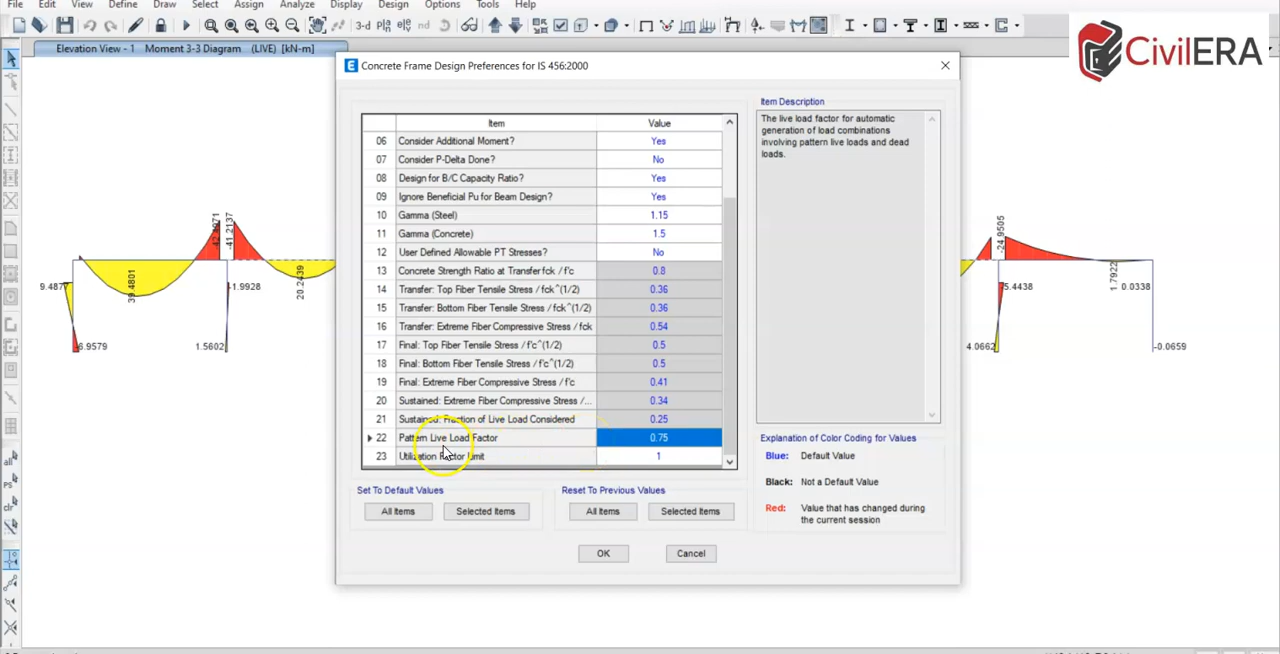 File Edit View Define Draw Select Assign Analyze Display Design Options Tools Help
3-d
nd
CivilERA
Elevation View - 1 Moment 3-3 Diagram (LIVE) [kN-m]
Concrete Frame Design Preferences for IS 456:2000
Item Value
06 Consider Additional Moment? Yes
07 Consider P-Delta Done? No
08 Design for B/C Capacity Ratio? Yes
09 Ignore Beneficial Pu for Beam Design? Yes
10 Gamma (Steel) 1.15
11 Gamma (Concrete) 1.5
12 User Defined Allowable PT Stresses? No
13 Concrete Strength Ratio at Transfer fck / f'c 0.8
14 Transfer: Top Fiber Tensile Stress / fck^(1/2) 0.36
15 Transfer: Bottom Fiber Tensile Stress / fck^(1/2) 0.36
16 Transfer: Extreme Fiber Compressive Stress / fck 0.54
17 Final: Top Fiber Tensile Stress / f'c^(1/2) 0.5
18 Final: Bottom Fiber Tensile Stress / f'c^(1/2) 0.5
19 Final: Extreme Fiber Compressive Stress / f'c 0.41
20 Sustained: Extreme Fiber Compressive Stress /... 0.34
21 Sustained: Fraction of Live Load Considered 0.25
22 Pattern Live Load Factor 0.75
23 Utilization Factor Limit 1
Item Description
The live load factor for automatic
generation of load combinations
involving pattern live loads and dead
loads.
Explanation of Color Coding for Values
Blue: Default Value
Black: Not a Default Value
Red: Value that has changed during
the current session
Set To Default Values
All Items Selected Items
Reset To Previous Values
All Items Selected Items
OK Cancel
9.487
39.4801
-41.2137
1.9928
20.2439
1.5602
6.9579
-24.9505
75.4438
1.7922
0.0338
4.0662
-0.0659
all
PS
clr